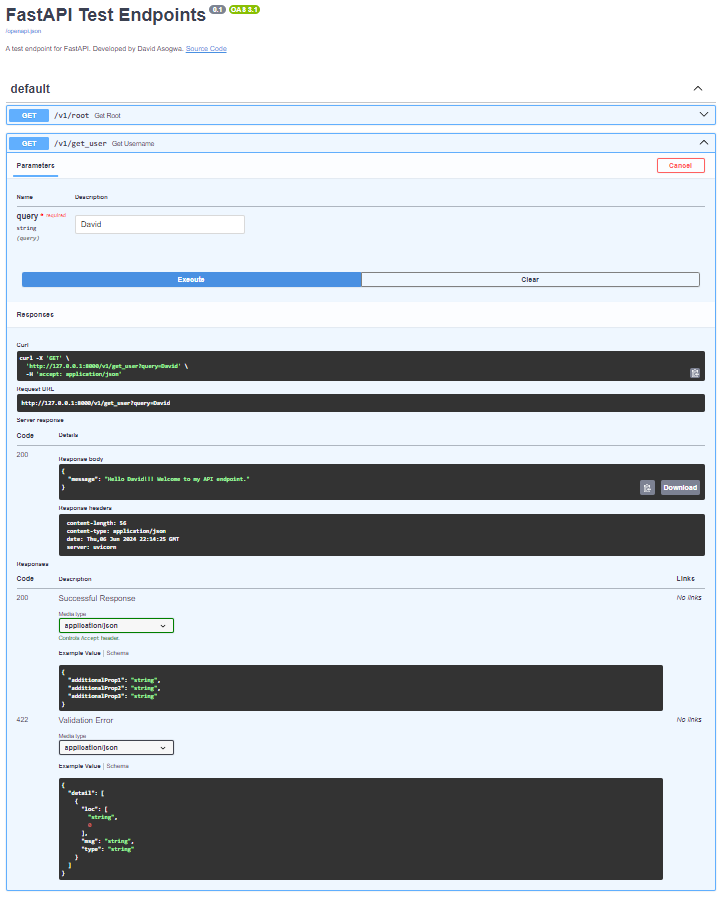 FastAPI Test Endpoints 0.1 OAS 3.1
/openapi.json
A test endpoint for FastAPI. Developed by David Asogwa. Source Code
default
GET /v1/root Get Root
GET /v1/get_user Get Username
Parameters
Cancel
Name Description
query * required
string
(query)
David
Execute Clear
Responses
Curl
curl -X 'GET' \
'http://127.0.0.1:8000/v1/get_user?query=David' \
-H 'accept: application/json'
Request URL
http://127.0.0.1:8000/v1/get_user?query=David
Server response
Code Details
200
Response body
{
"message": "Hello David!!! Welcome to my API endpoint."
}
Download
Response headers
content-length: 56
content-type: application/json
date: Thu,06 Jun 2024 22:14:25 GMT
server: uvicorn
Responses
Code Description Links
200 Successful Response No links
Media type
application/json
Controls Accept header.
Example Value | Schema
{
"additionalProp1": "string",
"additionalProp2": "string",
"additionalProp3": "string"
}
422 Validation Error No links
Media type
application/json
Example Value | Schema
{
"detail": [
{
"loc": [
"string",
0
],
"msg": "string",
"type": "string"
}
]
}